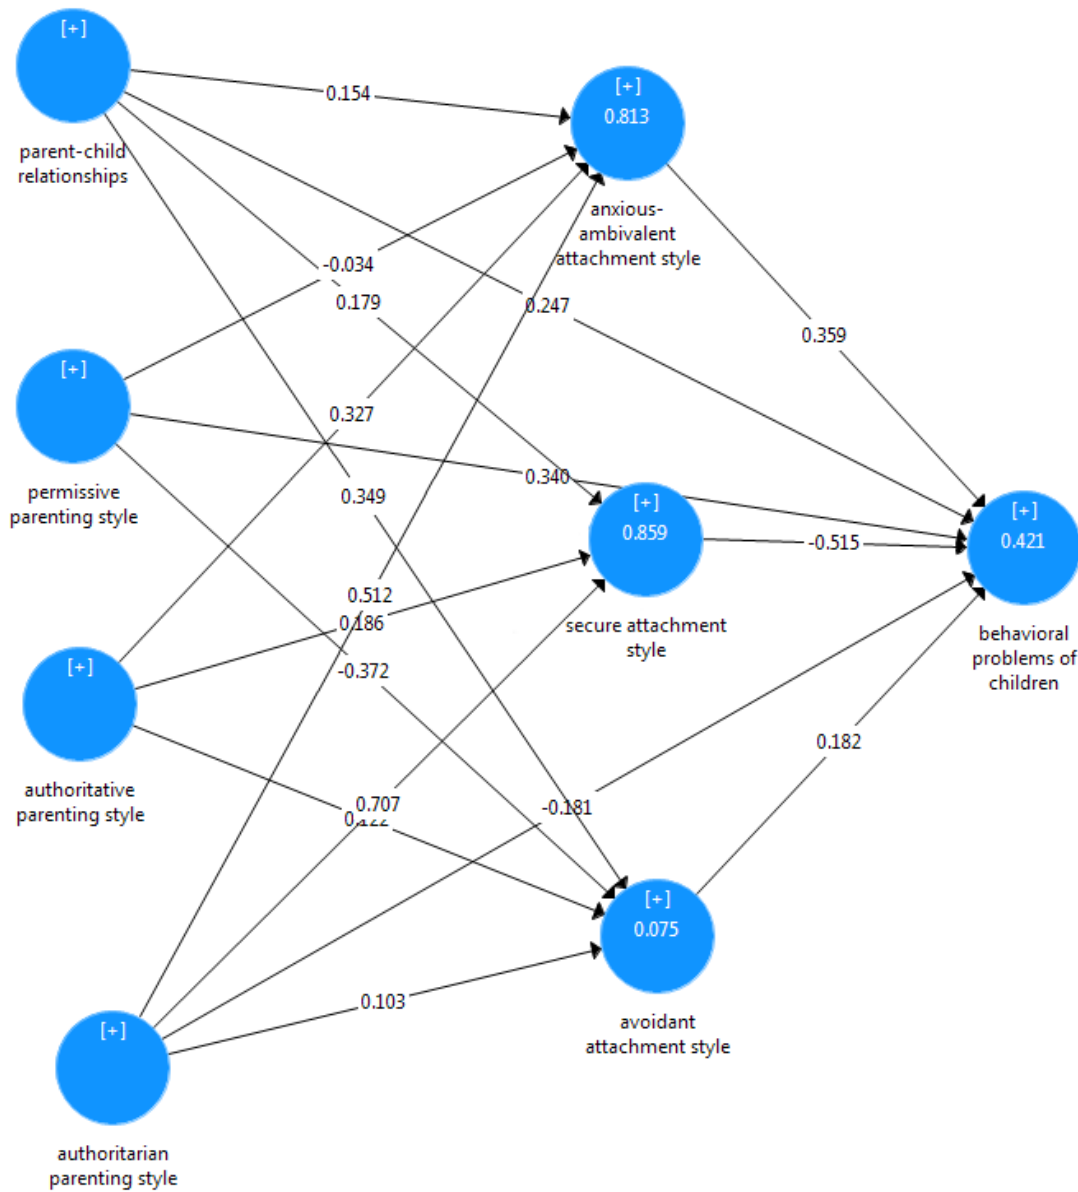 [+]
parent-child
relationships
0.154
[+]
0.813
anxious-
ambivalent
attachment style
-0.034
0.179
0.247
0.359
[+]
permissive
parenting style
0.327
0.349
0.340
[+]
0.859
secure attachment
style
-0.515
[+]
0.421
behavioral
problems of
children
0.512
0.186
-0.372
[+]
authoritative
parenting style
0.707
-0.181
0.182
[+]
0.075
avoidant
attachment style
0.103
[+]
authoritarian
parenting style